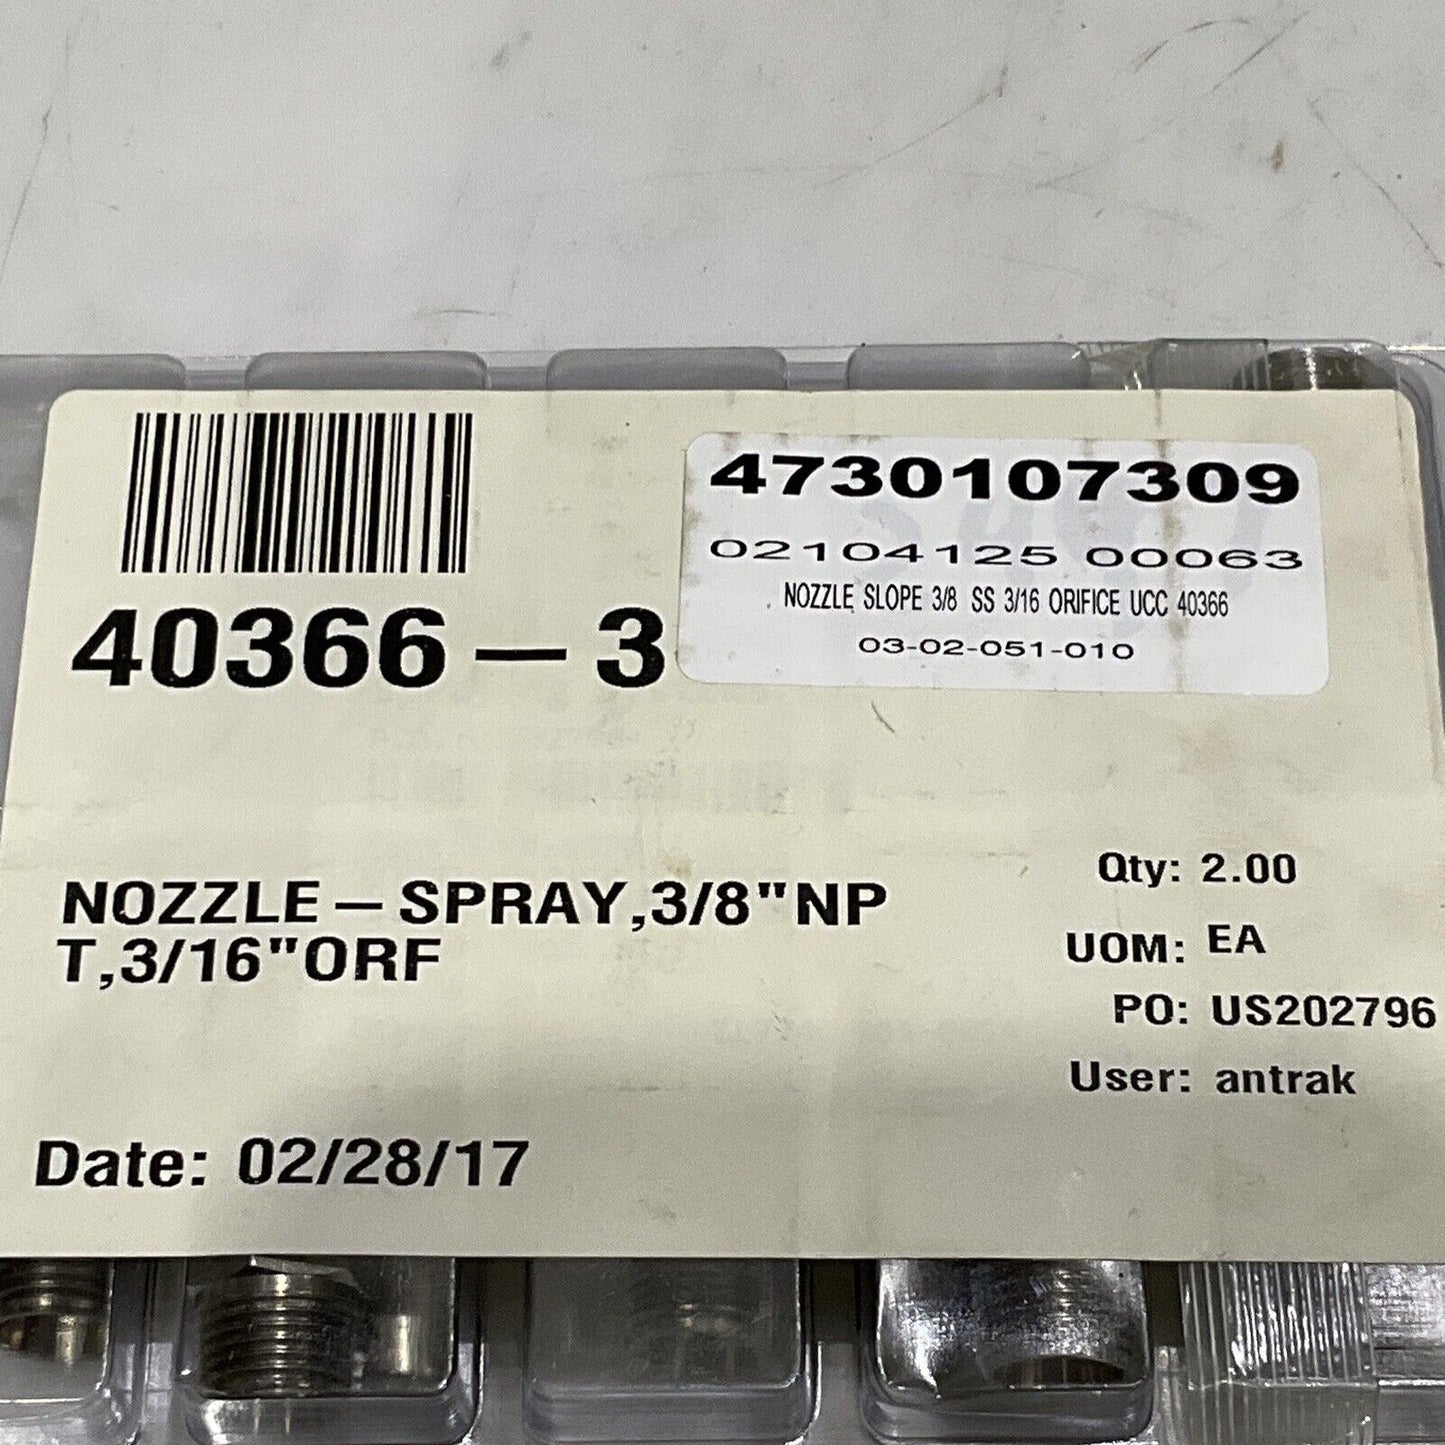 4730107309
02104125 00063
NOZZLE SLOPE 3/8 SS 3/16 ORIFICE UCC 40366
03-02-051-010
40366-3
NOZZLE-SPRAY,3/8"NP
T,3/16"ORF
Qty: 2.00
UOM: EA
PO: US202796
User: antrak
Date: 02/28/17